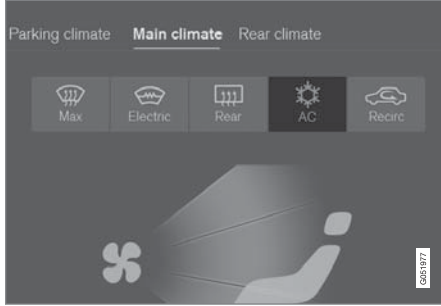 Parking climate Main climate Rear climate
Max Electric Rear AC Recirc
G051977